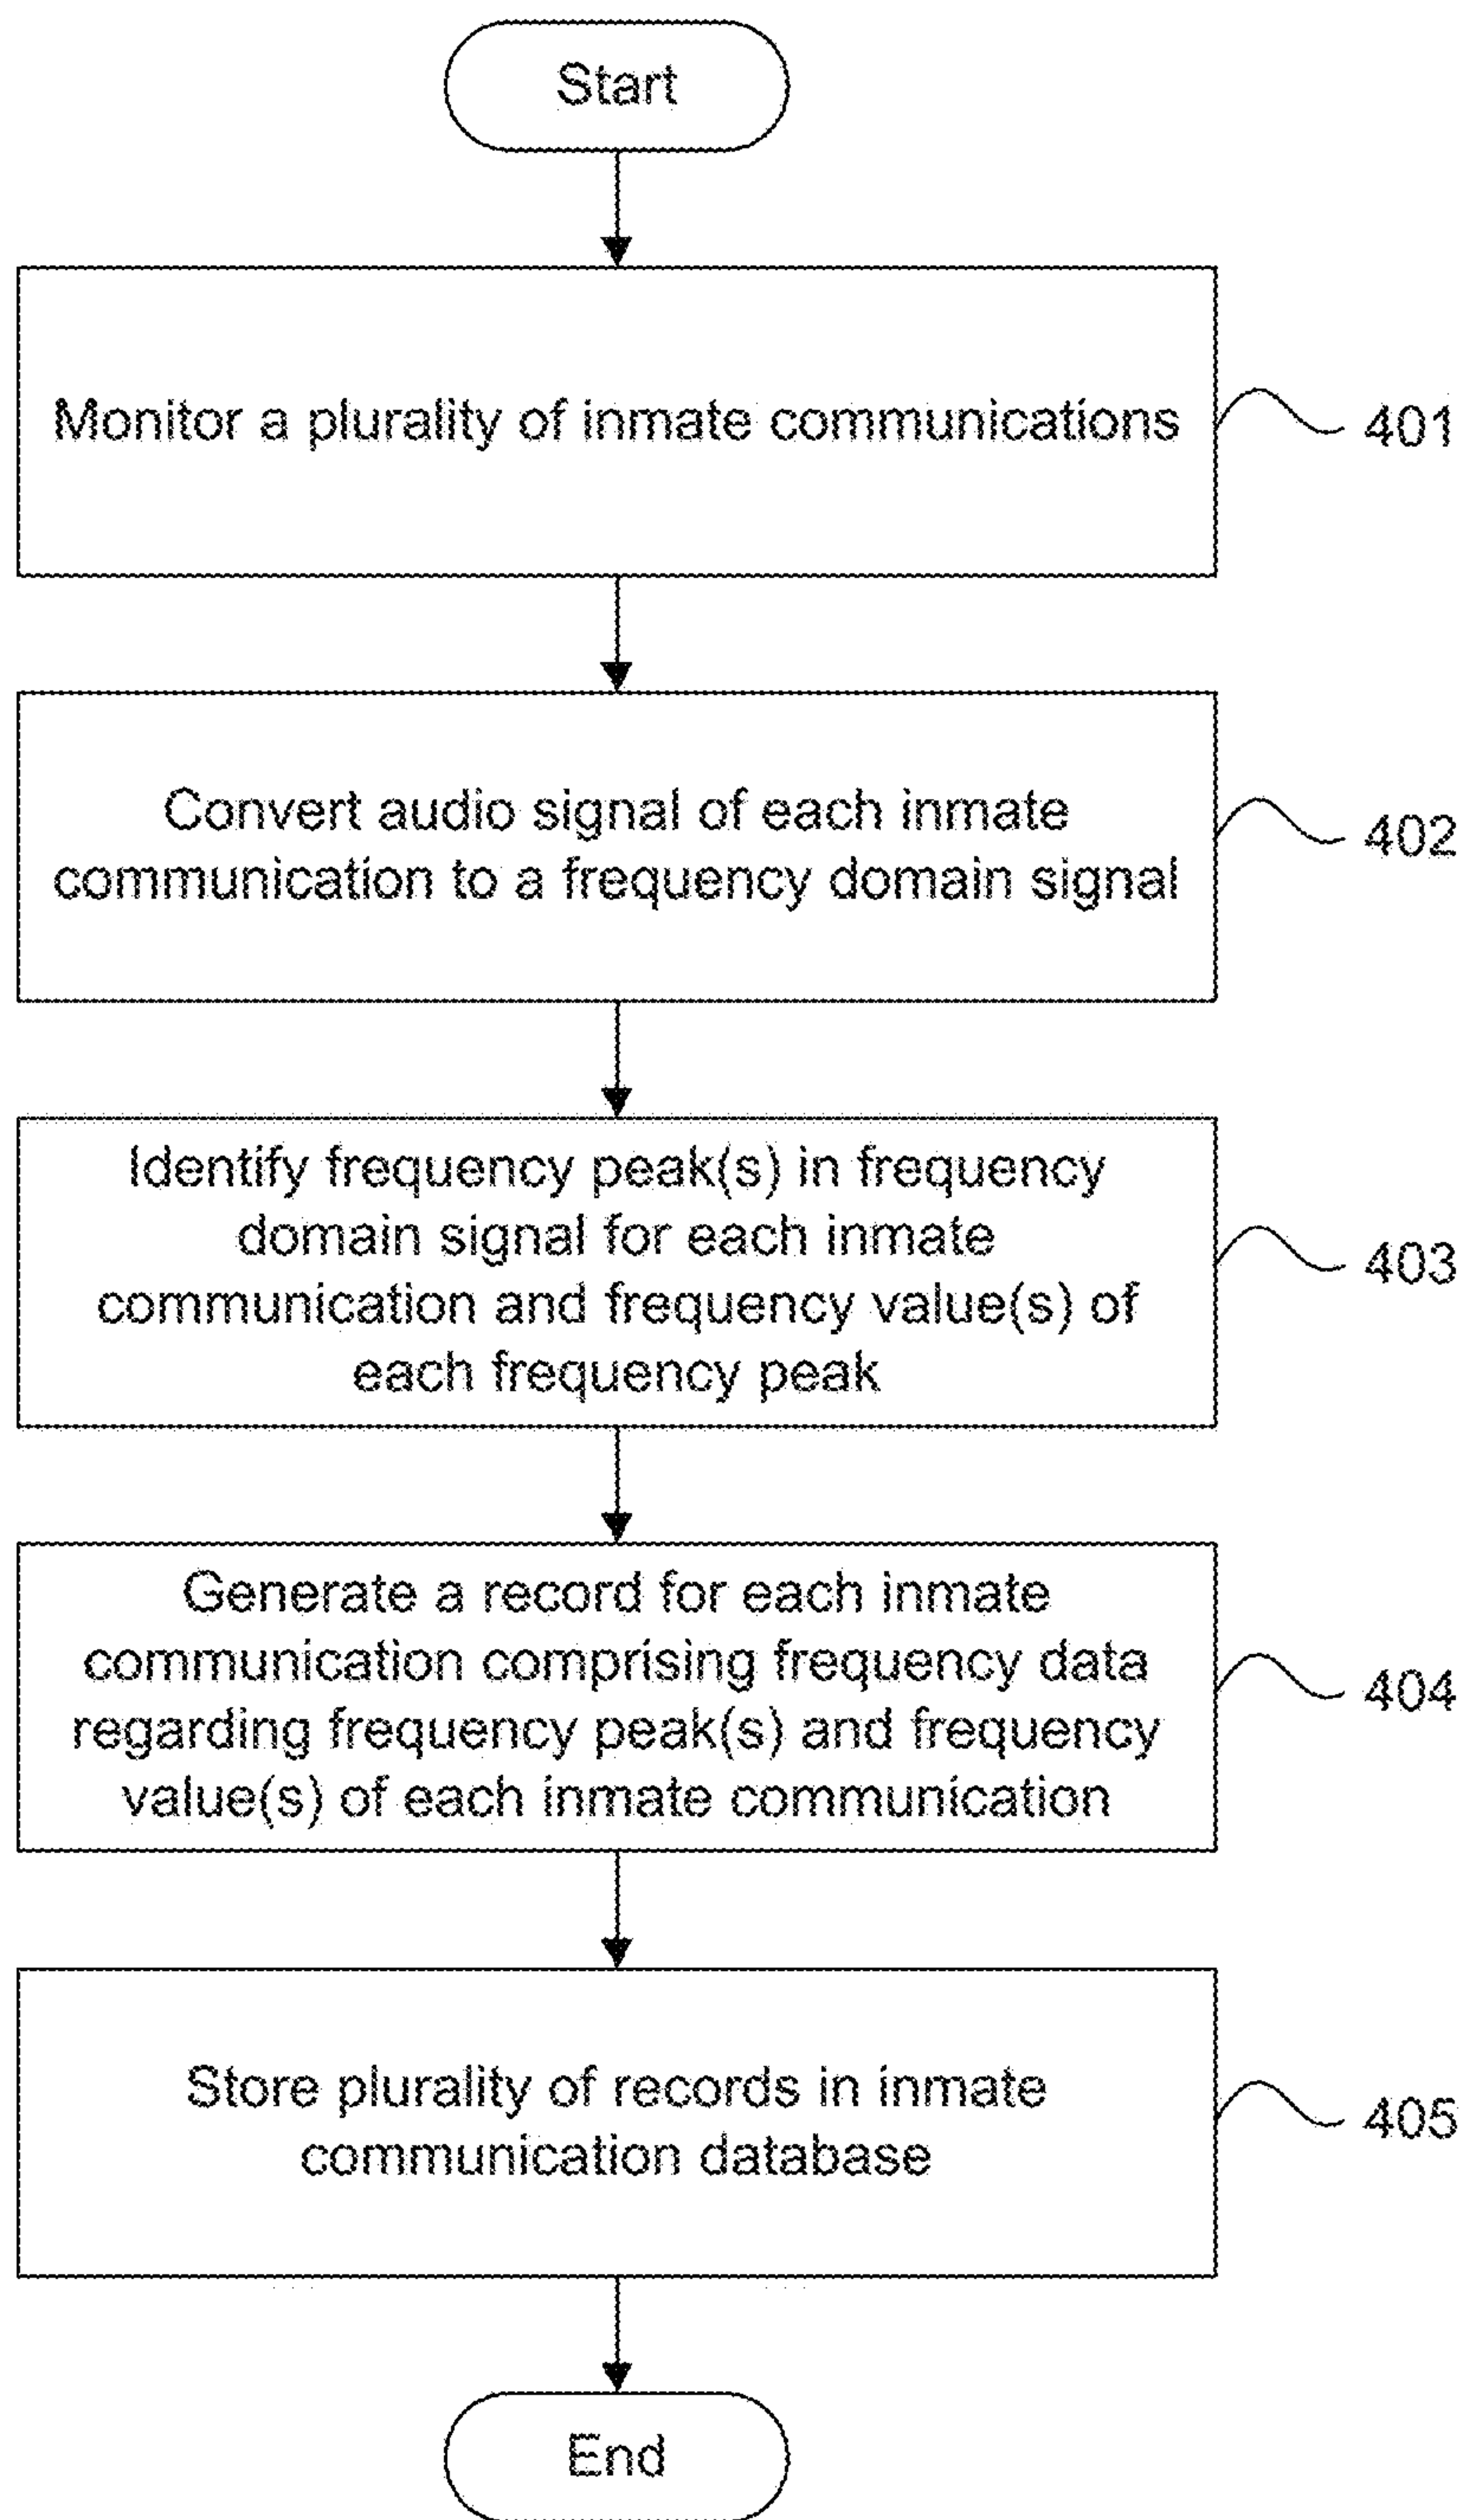 Start
Monitor a plurality of inmate communications
401
Convert audio signal of each inmate
communication to a frequency domain signal
402
Identify frequency peak(s) in frequency
domain signal for each inmate
communication and frequency value(s) of
each frequency peak
403
Generate a record for each inmate
communication comprising frequency data
regarding frequency peak(s) and frequency
value(s) of each inmate communication
404
Store plurality of records in inmate
communication database
405
End